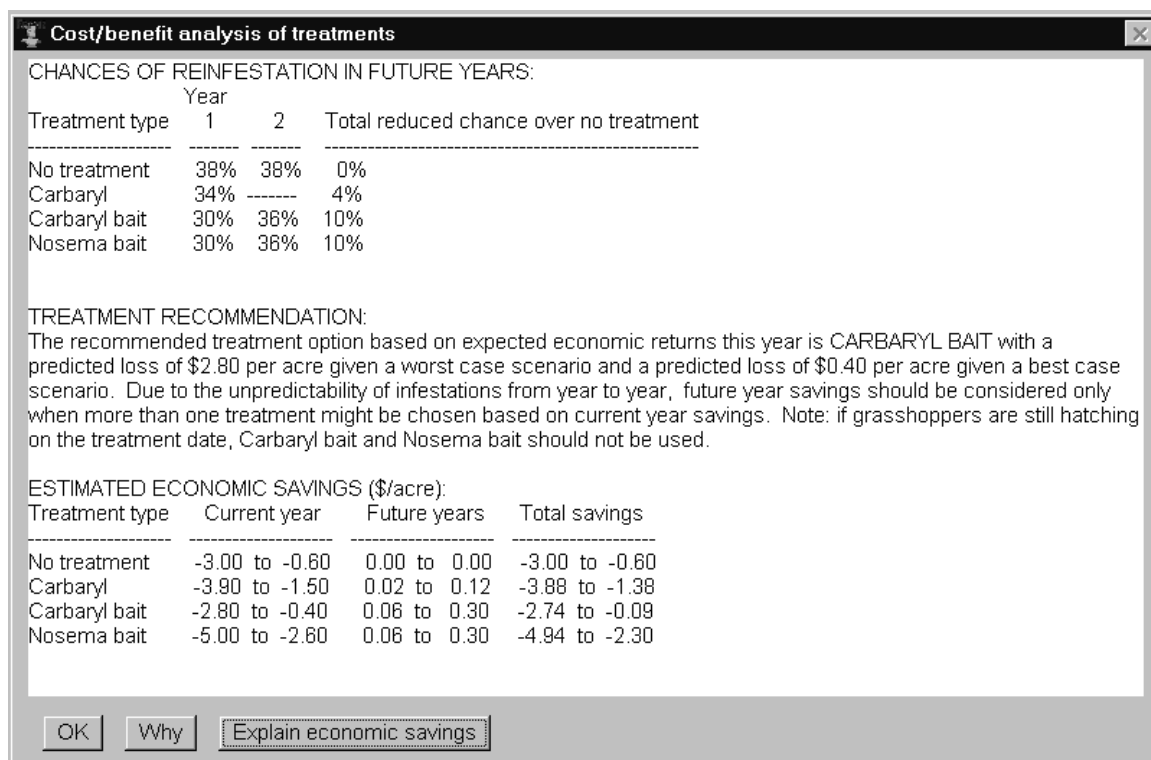 Cost/benefit analysis of treatments
CHANCES OF REINFESTATION IN FUTURE YEARS:
Year
Treatment type 1 2 Total reduced chance over no treatment
-------------------- ------- ------- -----------------------------------------------------
No treatment 38% 38% 0%
Carbaryl 34% ------- 4%
Carbaryl bait 30% 36% 10%
Nosema bait 30% 36% 10%
TREATMENT RECOMMENDATION:
The recommended treatment option based on expected economic returns this year is CARBARYL BAIT with a
predicted loss of $2.80 per acre given a worst case scenario and a predicted loss of $0.40 per acre given a best case
scenario. Due to the unpredictability of infestations from year to year, future year savings should be considered only
when more than one treatment might be chosen based on current year savings. Note: if grasshoppers are still hatching
on the treatment date, Carbaryl bait and Nosema bait should not be used.
ESTIMATED ECONOMIC SAVINGS ($/acre):
Treatment type Current year Future years Total savings
-------------------- -------------------- -------------------- --------------------
No treatment -3.00 to -0.60 0.00 to 0.00 -3.00 to -0.60
Carbaryl -3.90 to -1.50 0.02 to 0.12 -3.88 to -1.38
Carbaryl bait -2.80 to -0.40 0.06 to 0.30 -2.74 to -0.09
Nosema bait -5.00 to -2.60 0.06 to 0.30 -4.94 to -2.30
OK Why Explain economic savings